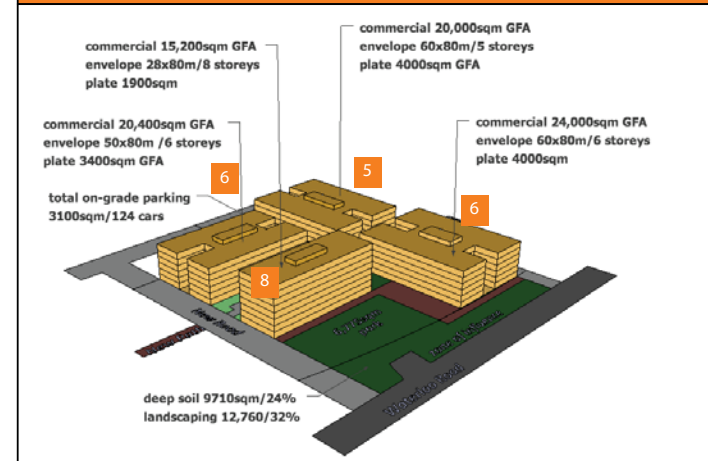 commercial 20,000sqm GFA
envelope 60x80m/5 storeys
plate 4000sqm GFA
commercial 15,200sqm GFA
envelope 28x80m/8 storeys
plate 1900sqm
commercial 24,000sqm GFA
envelope 60x80m/6 storeys
plate 4000sqm
commercial 20,400sqm GFA
envelope 50x80m /6 storeys
plate 3400sqm GFA
total on-grade parking
3100sqm/124 cars
5
6
6
8
deep soil 9710sqm/24%
landscaping 12,760/32%
park
Road